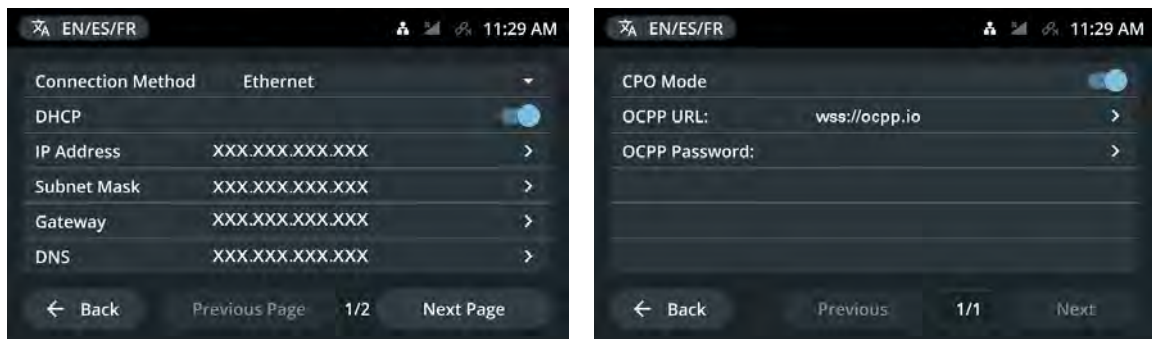 EN/ES/FR 11:29 AM
Connection Method Ethernet
DHCP
IP Address XXX.XXX.XXX.XXX
Subnet Mask XXX.XXX.XXX.XXX
Gateway XXX.XXX.XXX.XXX
DNS XXX.XXX.XXX.XXX
Back Previous Page 1/2 Next Page
EN/ES/FR 11:29 AM
CPO Mode
OCPP URL: wss://ocpp.io
OCPP Password:
Back Previous 1/1 Next